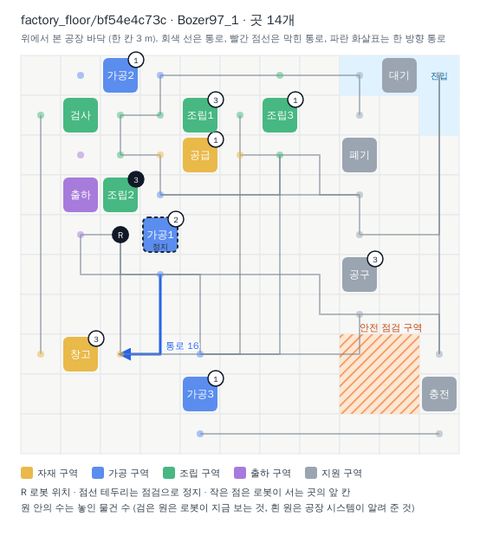 factory_floor/bf54e4c73c · Bozer97_1 · 곳 14개
위에서 본 공장 바닥 (한 칸 3 m). 회색 선은 통로, 빨간 점선은 막힌 통로, 파란 화살표는 한 방향 통로
가공2 1 대기 진입
검사 조립1 3 조립3 1
공급 1 폐기
출하 조립2 3
R 가공1 2
정지
공구 3
안전 점검 구역
창고 3 통로 16
가공3 1 충전
자재 구역 가공 구역 조립 구역 출하 구역 지원 구역
R 로봇 위치 · 점선 테두리는 점검으로 정지 · 작은 점은 로봇이 서는 곳의 앞 칸
원 안의 수는 놓인 물건 수 (검은 원은 로봇이 지금 보는 것, 흰 원은 공장 시스템이 알려 준 것)